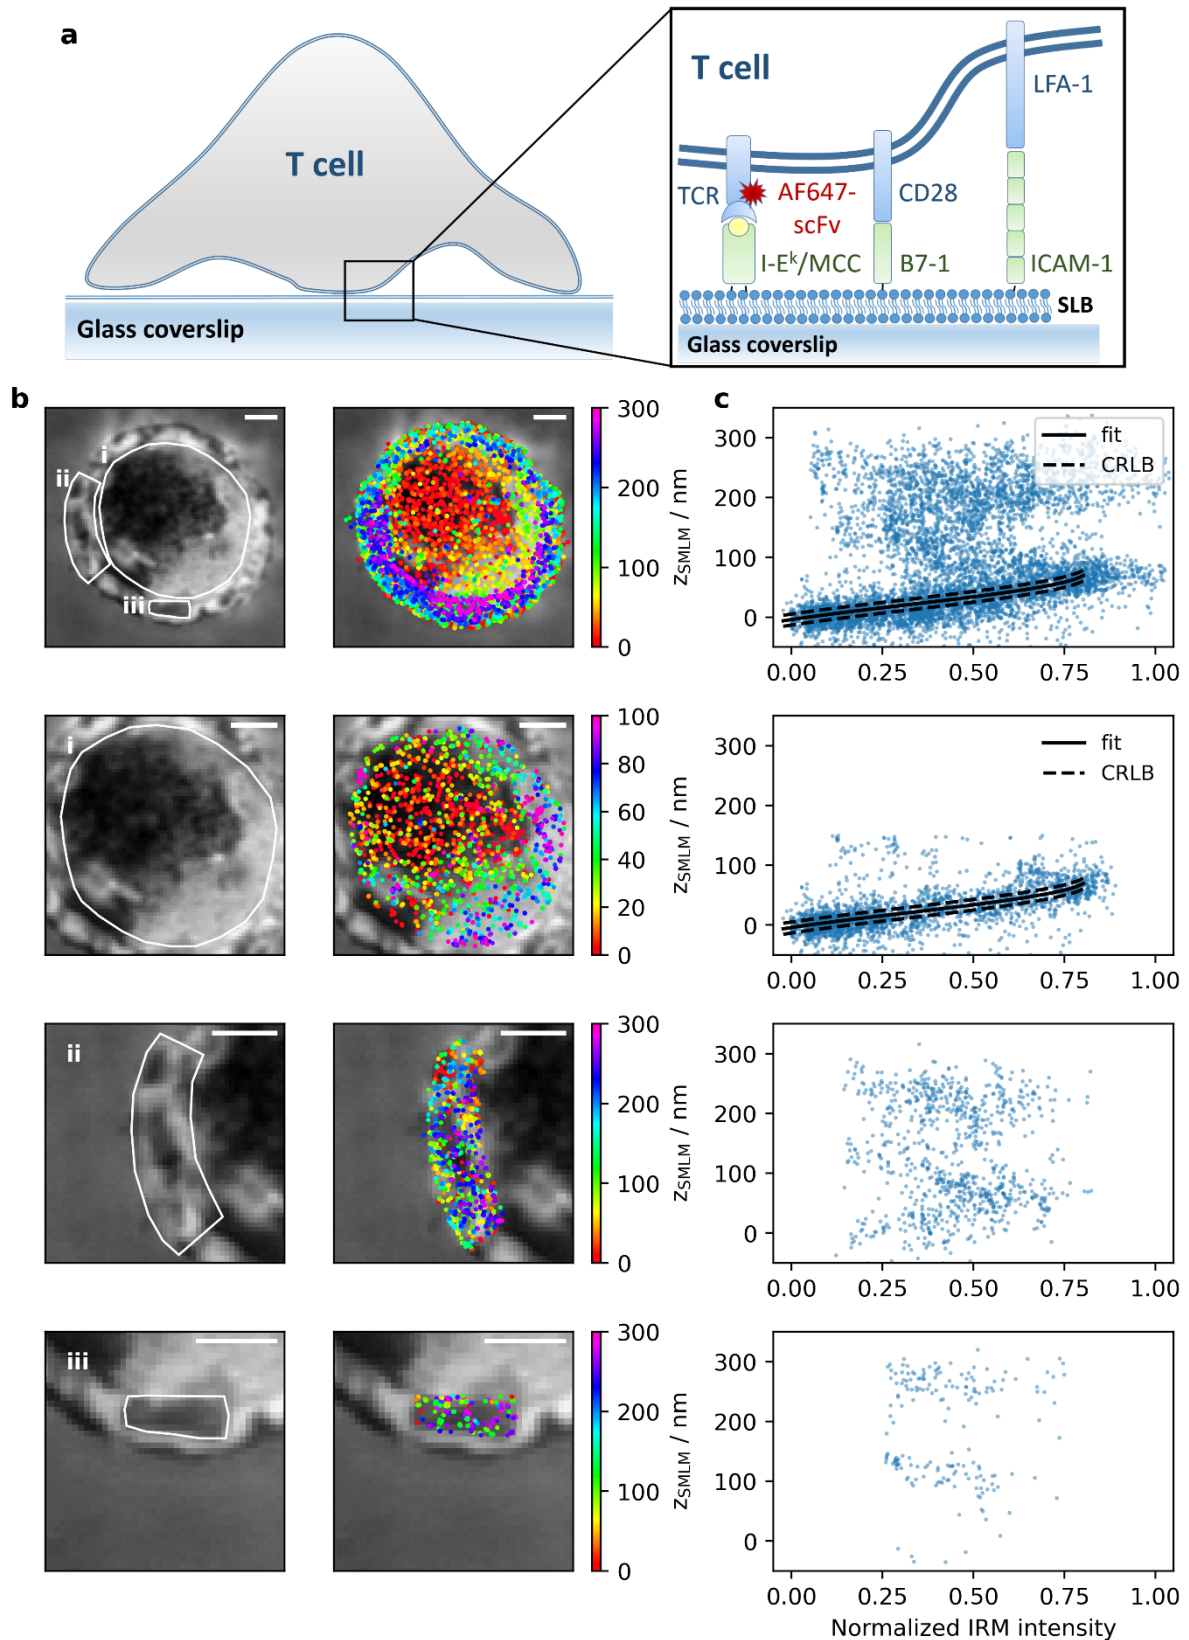 a
T cell
Glass coverslip
T cell
LFA-1
TCR
AF647-
scFv
CD28
I-Eᵏ/MCC
B7-1
ICAM-1
SLB
Glass coverslip
b
i
ii
iii
300
200
100
0
z_SMLM / nm
c
300
200
100
0
fit
CRLB
0.00 0.25 0.50 0.75 1.00
i
100
80
60
40
20
0
z_SMLM / nm
300
200
100
0
fit
CRLB
0.00 0.25 0.50 0.75 1.00
ii
300
200
100
0
z_SMLM / nm
300
200
100
0
0.00 0.25 0.50 0.75 1.00
iii
300
200
100
0
z_SMLM / nm
300
200
100
0
0.00 0.25 0.50 0.75 1.00
Normalized IRM intensity